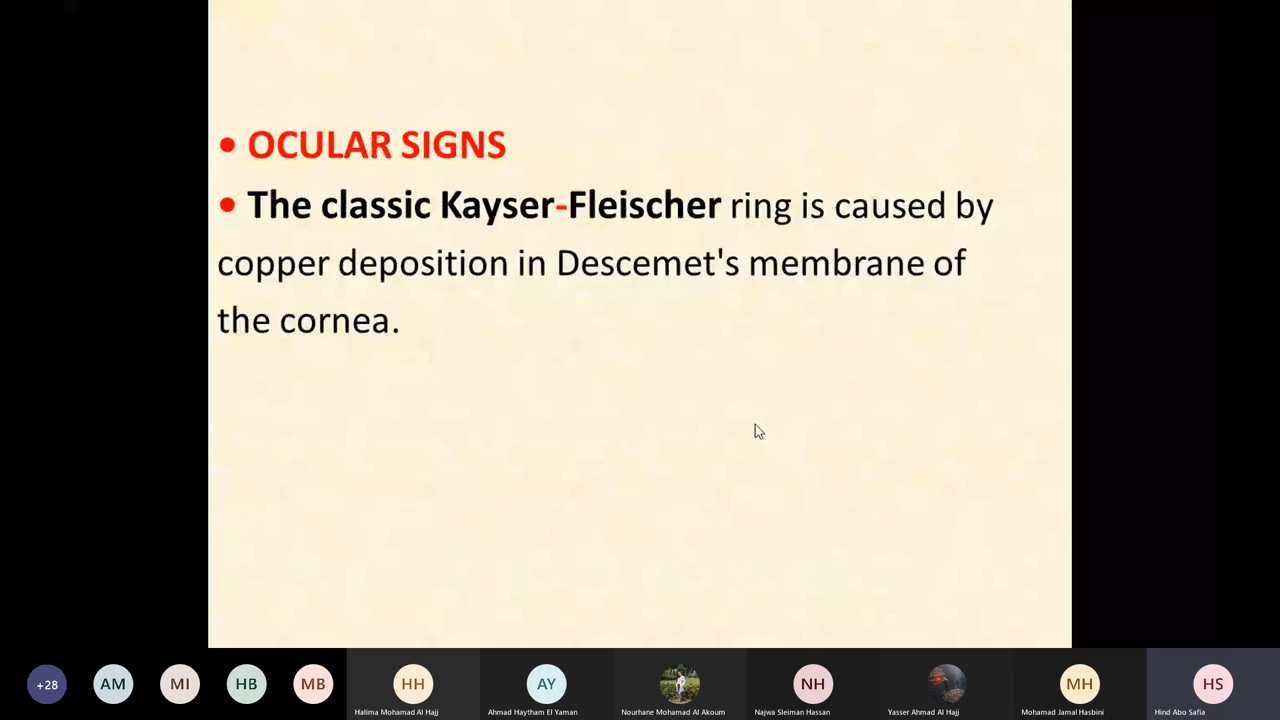 • OCULAR SIGNS
• The classic Kayser-Fleischer ring is caused by
copper deposition in Descemet's membrane of
the cornea.
+28
AM
MI
HB
MB
HH
AY
NH
MH
HS
Halima Mohamad Al Hajj
Ahmad Haytham El Yaman
Nourhane Mohamad Al Akoum
Najwa Sleiman Hassan
Yasser Ahmad Al Hajj
Mohamad Jamal Hasbini
Hind Abo Safia